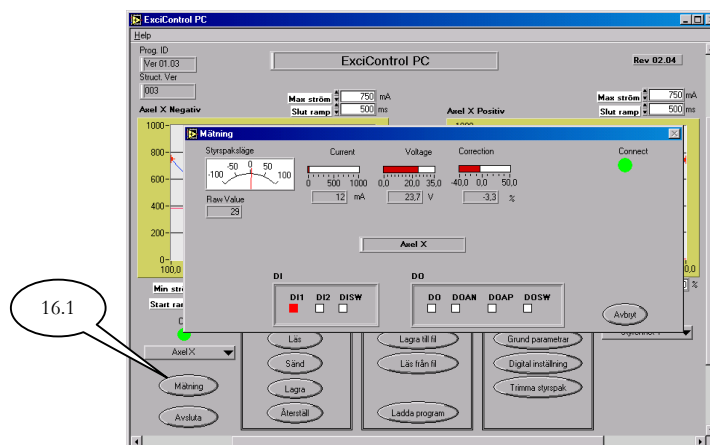 ExciControl PC
Help
Prog. ID
Ver 01.03
Struct. Ver
003
ExciControl PC
Rev 02.04
Max ström 750 mA
Slut ramp 500 ms
Axel X Negativ
Axel X Positiv
Max ström 750 mA
Slut ramp 500 ms
1000
800
600
400
200
0
100,0
Mätning
Styrspaksläge
-100 -50 0 50 100
Raw Value
29
Current
0 500 1000
12 mA
Voltage
0,0 20,0 35,0
23,7 V
Correction
-40,0 0,0 50,0
-3,3 %
Connect
Axel X
DI
DI1 DI2 DISW
DO
DO DOAN DOAP DOSW
Avbryt
0,0
%
Axel X
Mätning
Avsluta
Läs
Sänd
Lagra
Återställ
Lagra till fil
Läs från fil
Ladda program
Grund parametrar
Digital inställning
Trimma styrspak
16.1